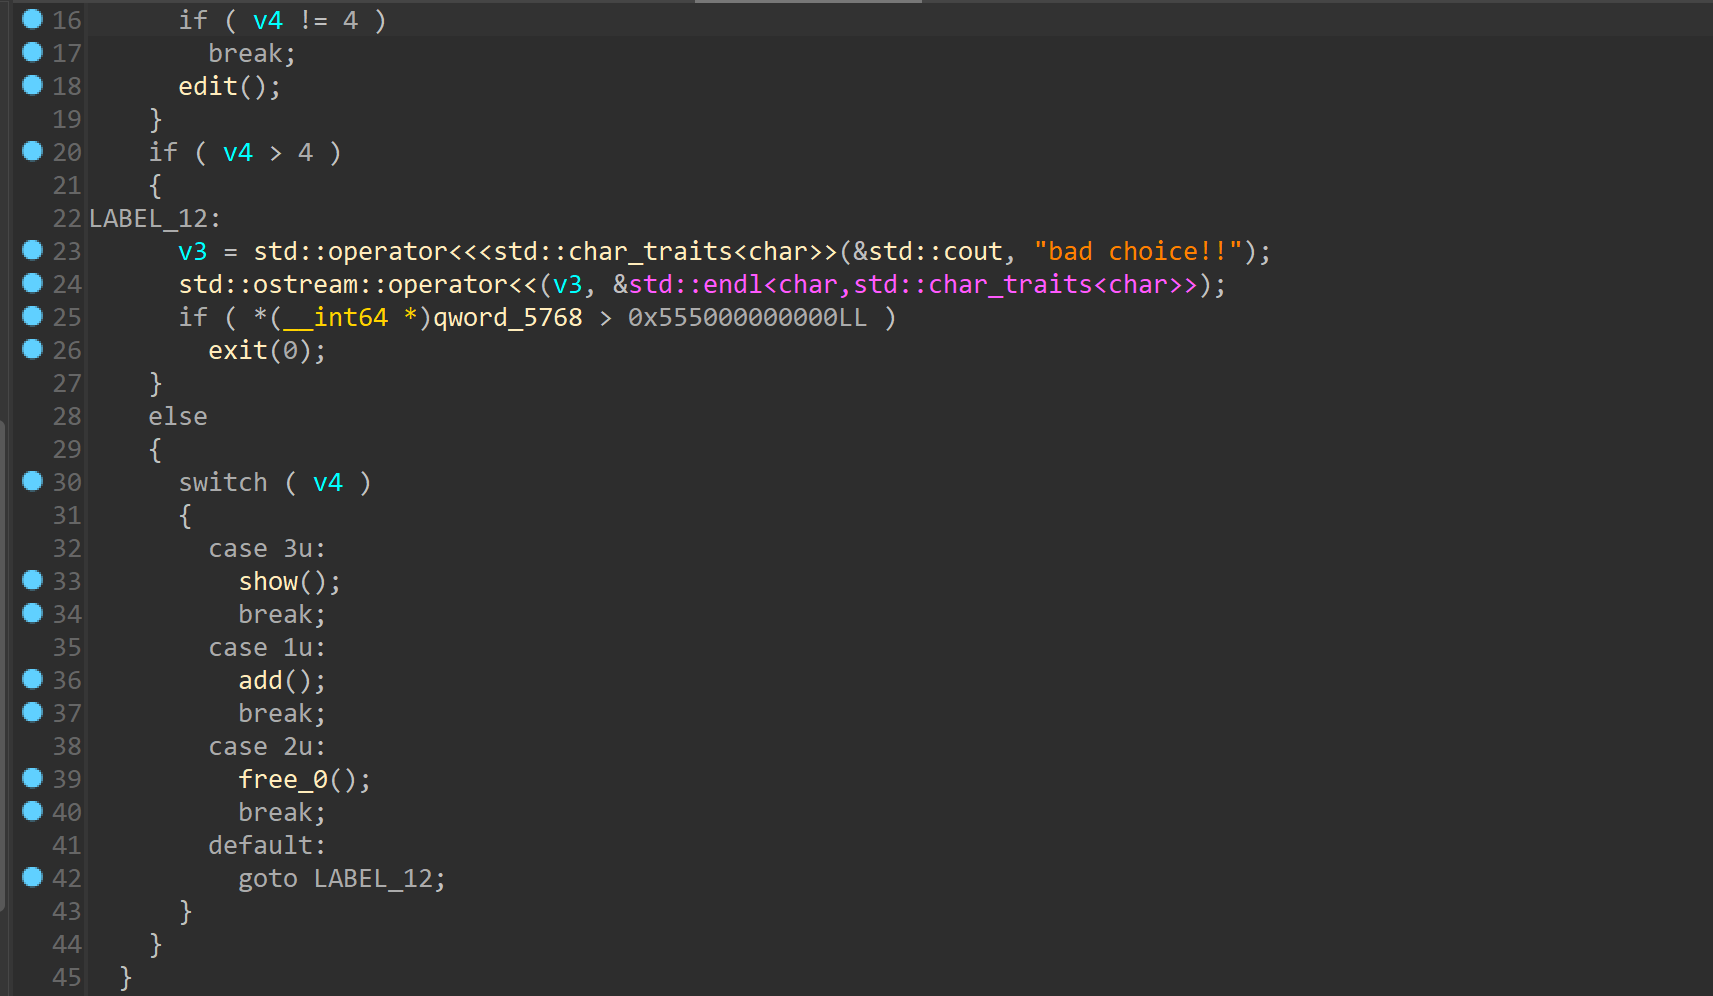 16 if ( v4 != 4 )
17 break;
18 edit();
19 }
20 if ( v4 > 4 )
21 {
22 LABEL_12:
23 v3 = std::operator<<<std::char_traits<char>>(&std::cout, "bad choice!!");
24 std::ostream::operator<<(v3, &std::endl<char,std::char_traits<char>>);
25 if ( *(__int64 *)qword_5768 > 0x555000000000LL )
26 exit(0);
27 }
28 else
29 {
30 switch ( v4 )
31 {
32 case 3u:
33 show();
34 break;
35 case 1u:
36 add();
37 break;
38 case 2u:
39 free_0();
40 break;
41 default:
42 goto LABEL_12;
43 }
44 }
45 }